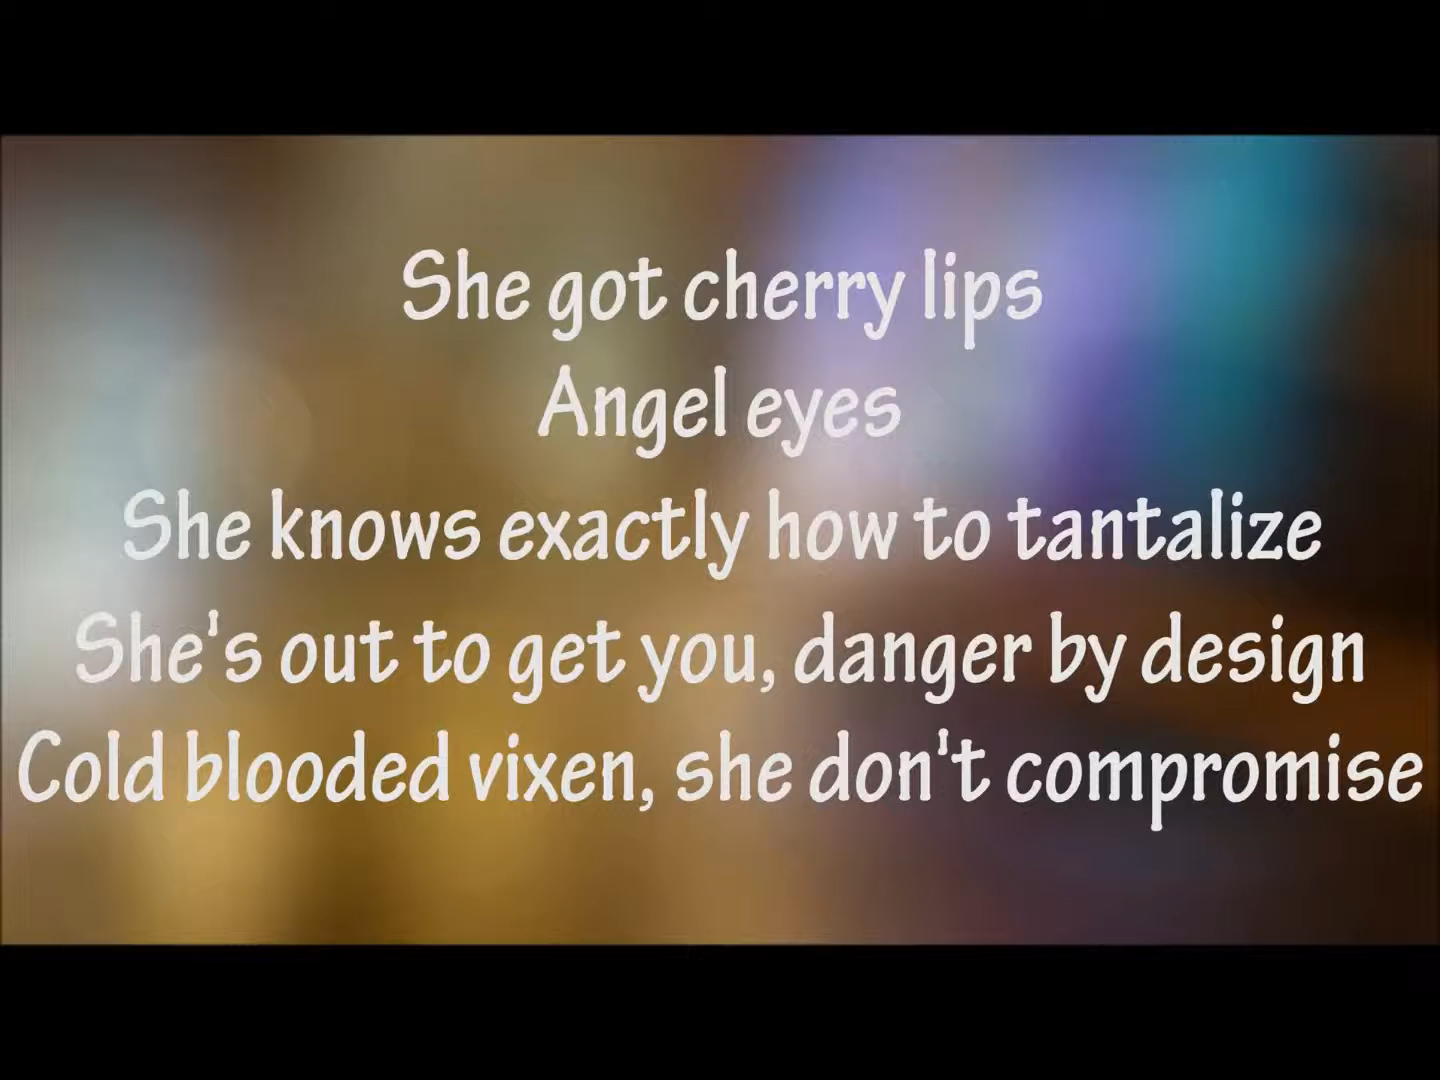 She got cherry lips
Angel eyes
She knows exactly how to tantalize
She's out to get you, danger by design
Cold blooded vixen, she don't compromise